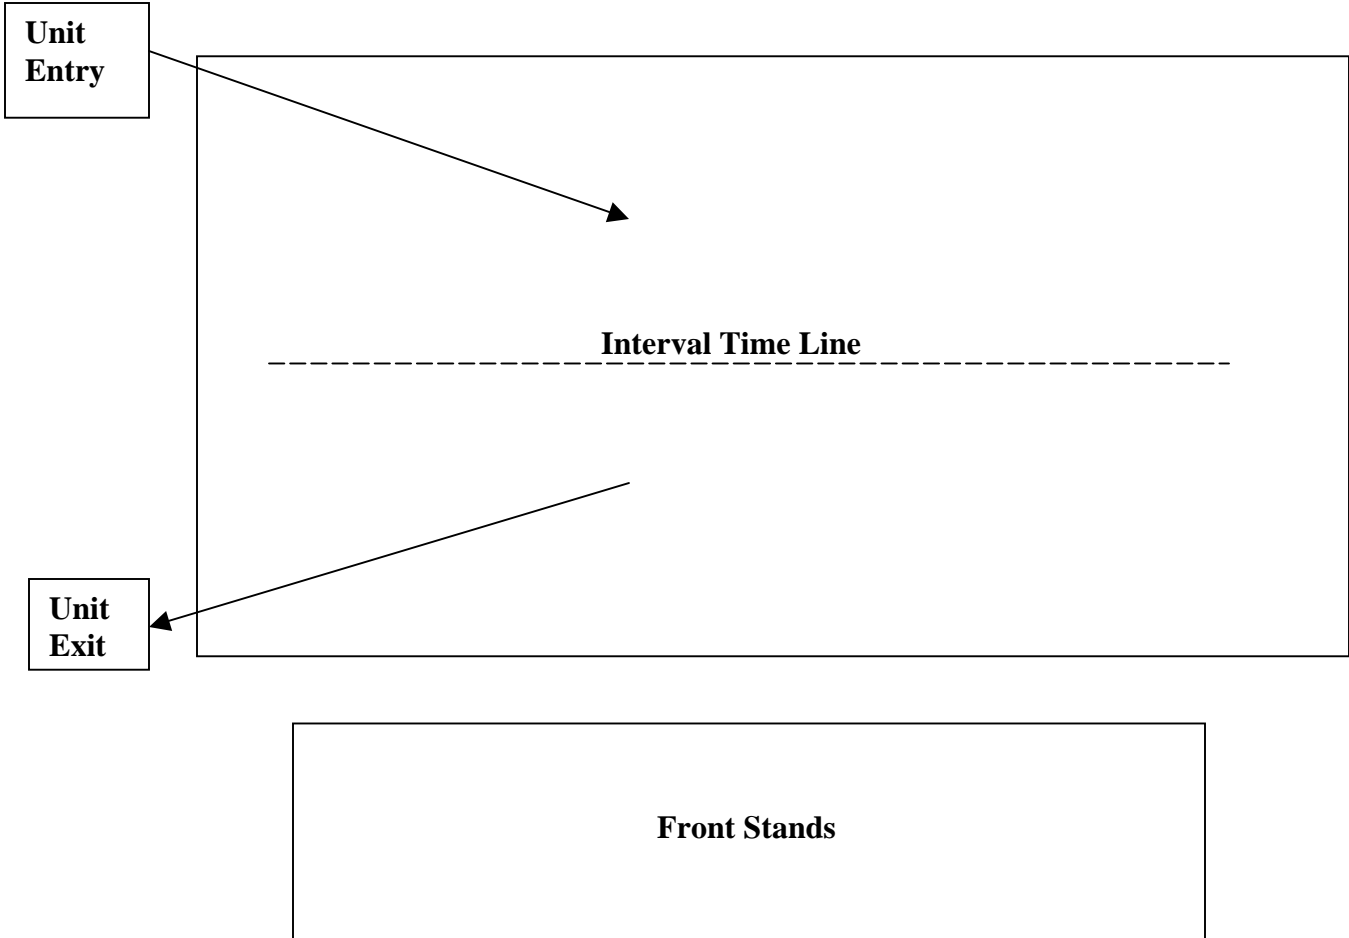 Unit
Entry
Interval Time Line
Unit
Exit
Front Stands